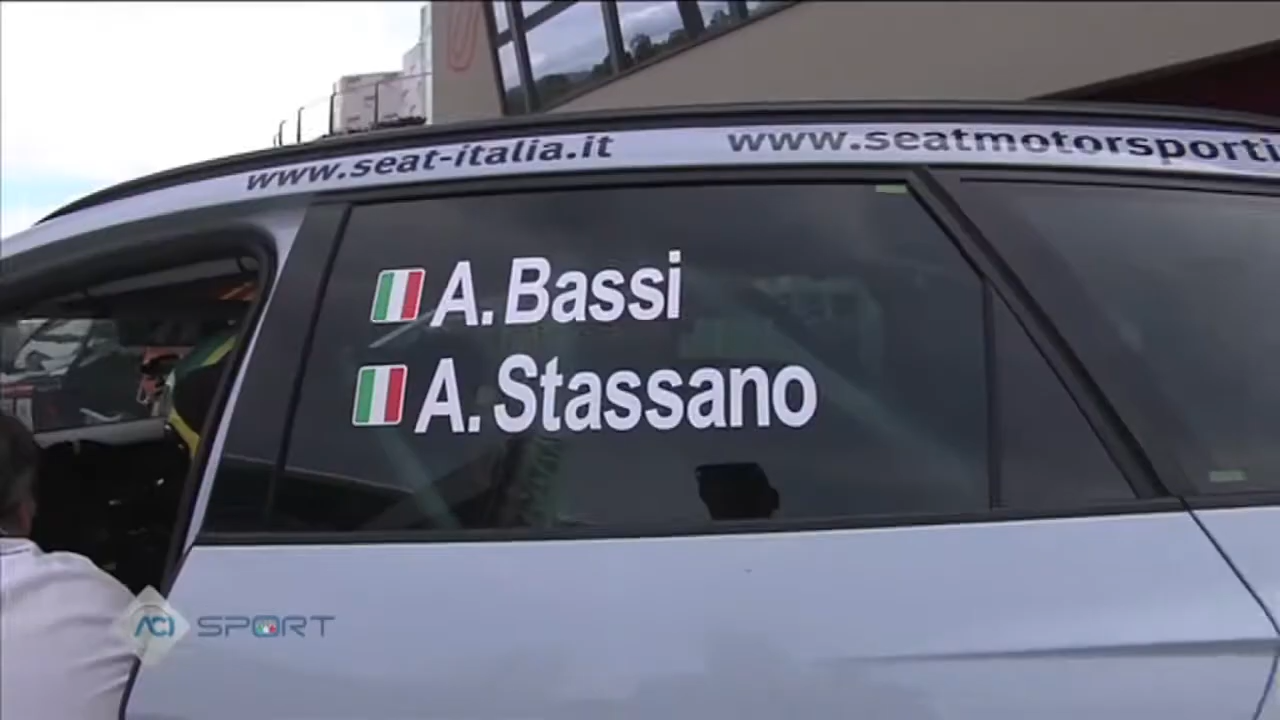 www.seat-italia.it
www.seatmotorsporti
A. Bassi
A. Stassano
ACI SPORT